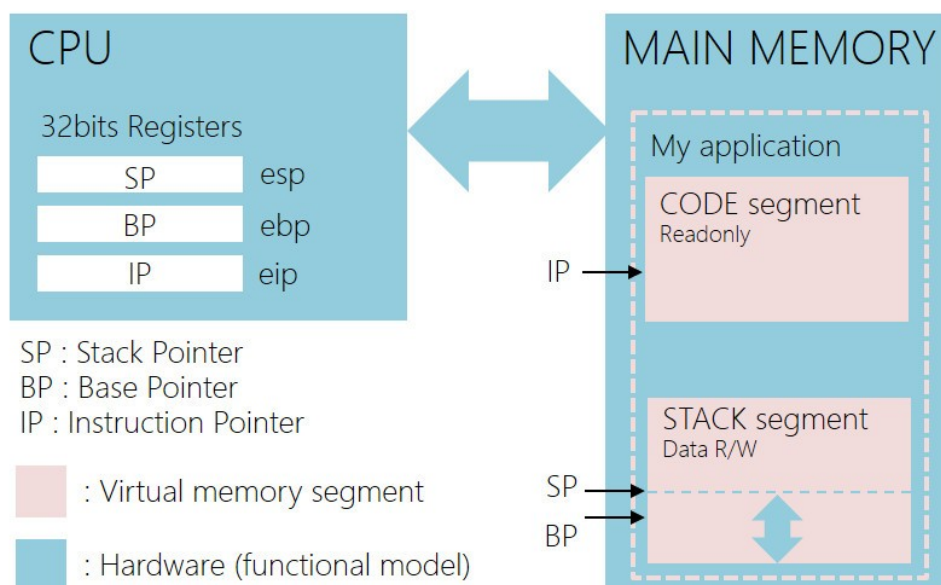 CPU
32bits Registers
SP esp
BP ebp
IP eip
SP : Stack Pointer
BP : Base Pointer
IP : Instruction Pointer
: Virtual memory segment
: Hardware (functional model)
MAIN MEMORY
My application
CODE segment
Readonly
IP
STACK segment
Data R/W
SP
BP